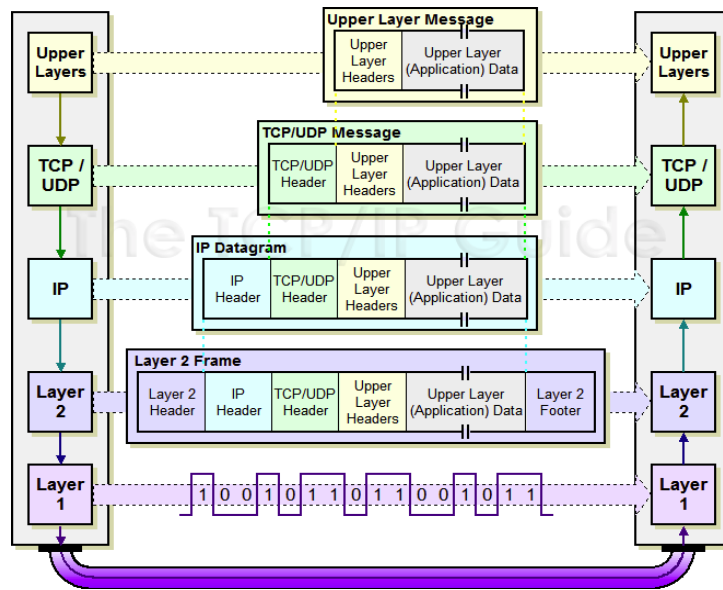 Upper Layer Message
Upper
Layers
Upper
Layer
Headers
Upper Layer
(Application) Data
Upper
Layers
TCP/UDP Message
TCP /
UDP
TCP/UDP
Header
Upper
Layer
Headers
Upper Layer
(Application) Data
TCP /
UDP
The TCP/IP Guide
IP Datagram
IP
IP
Header
TCP/UDP
Header
Upper
Layer
Headers
Upper Layer
(Application) Data
IP
Layer 2 Frame
Layer
2
Layer 2
Header
IP
Header
TCP/UDP
Header
Upper
Layer
Headers
Upper Layer
(Application) Data
Layer 2
Footer
Layer
2
Layer
1
1 0 0 1 0 1 1 0 1 1 0 0 1 0 1 1
Layer
1